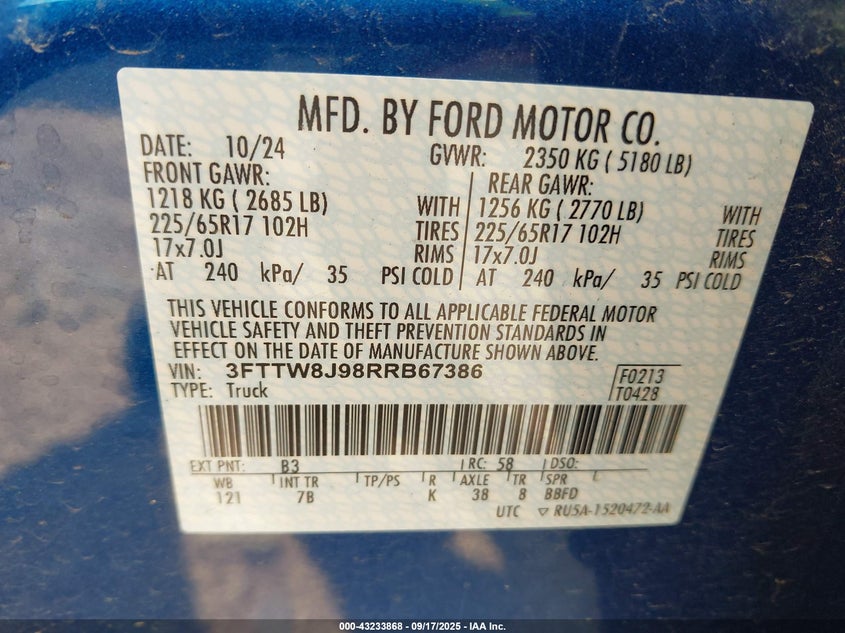 MFD. BY FORD MOTOR CO.
DATE: 10/24 GVWR: 2350 KG ( 5180 LB)
FRONT GAWR: REAR GAWR:
1218 KG ( 2685 LB) WITH 1256 KG ( 2770 LB) WITH
225/65R17 102H TIRES 225/65R17 102H TIRES
17x7.0J RIMS 17x7.0J RIMS
AT 240 kPa/ 35 PSI COLD AT 240 kPa/ 35 PSI COLD
THIS VEHICLE CONFORMS TO ALL APPLICABLE FEDERAL MOTOR
VEHICLE SAFETY AND THEFT PREVENTION STANDARDS IN
EFFECT ON THE DATE OF MANUFACTURE SHOWN ABOVE.
VIN: 3FTTW8J98RRB67386 F0213
TYPE: Truck T0428
EXT PNT: B3 RC: 58 DSO:
WB INT TR TP/PS R AXLE TR SPR
121 7B K 38 8 BBFD
UTC ▽ RU5A-1520472-AA
000-43233868 - 09/17/2025 - IAA Inc.